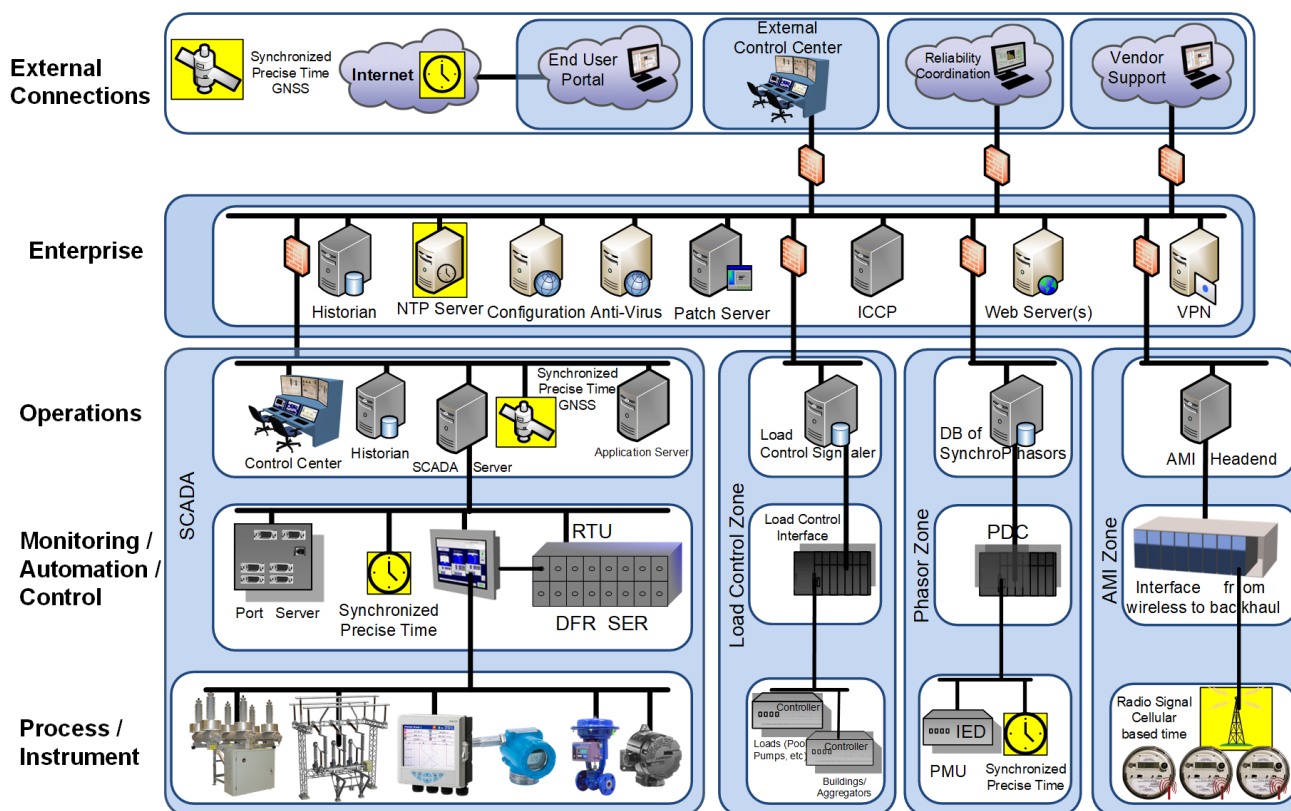 External
Connections
Synchronized
Precise Time
GNSS
Internet
End User
Portal
External
Control Center
Reliability
Coordination
Vendor
Support
Enterprise
Historian
NTP Server
Configuration
Anti-Virus
Patch Server
ICCP
Web Server(s)
VPN
Operations
SCADA
Control Center
Historian
SCADA Server
Synchronized
Precise Time
GNSS
Application Server
Load Control Zone
Load
Control Signaler
Phasor Zone
DB of
SynchroPhasors
AMI Zone
AMI Headend
Monitoring /
Automation /
Control
Port Server
Synchronized
Precise Time
RTU
DFR SER
Load Control
Interface
PDC
Interface from
wireless to backhaul
Process /
Instrument
Controller
Loads (Pool
Pumps, etc)
Controller
Buildings/
Aggregators
IED
PMU
Synchronized
Precise Time
Radio Signal
Cellular
based time